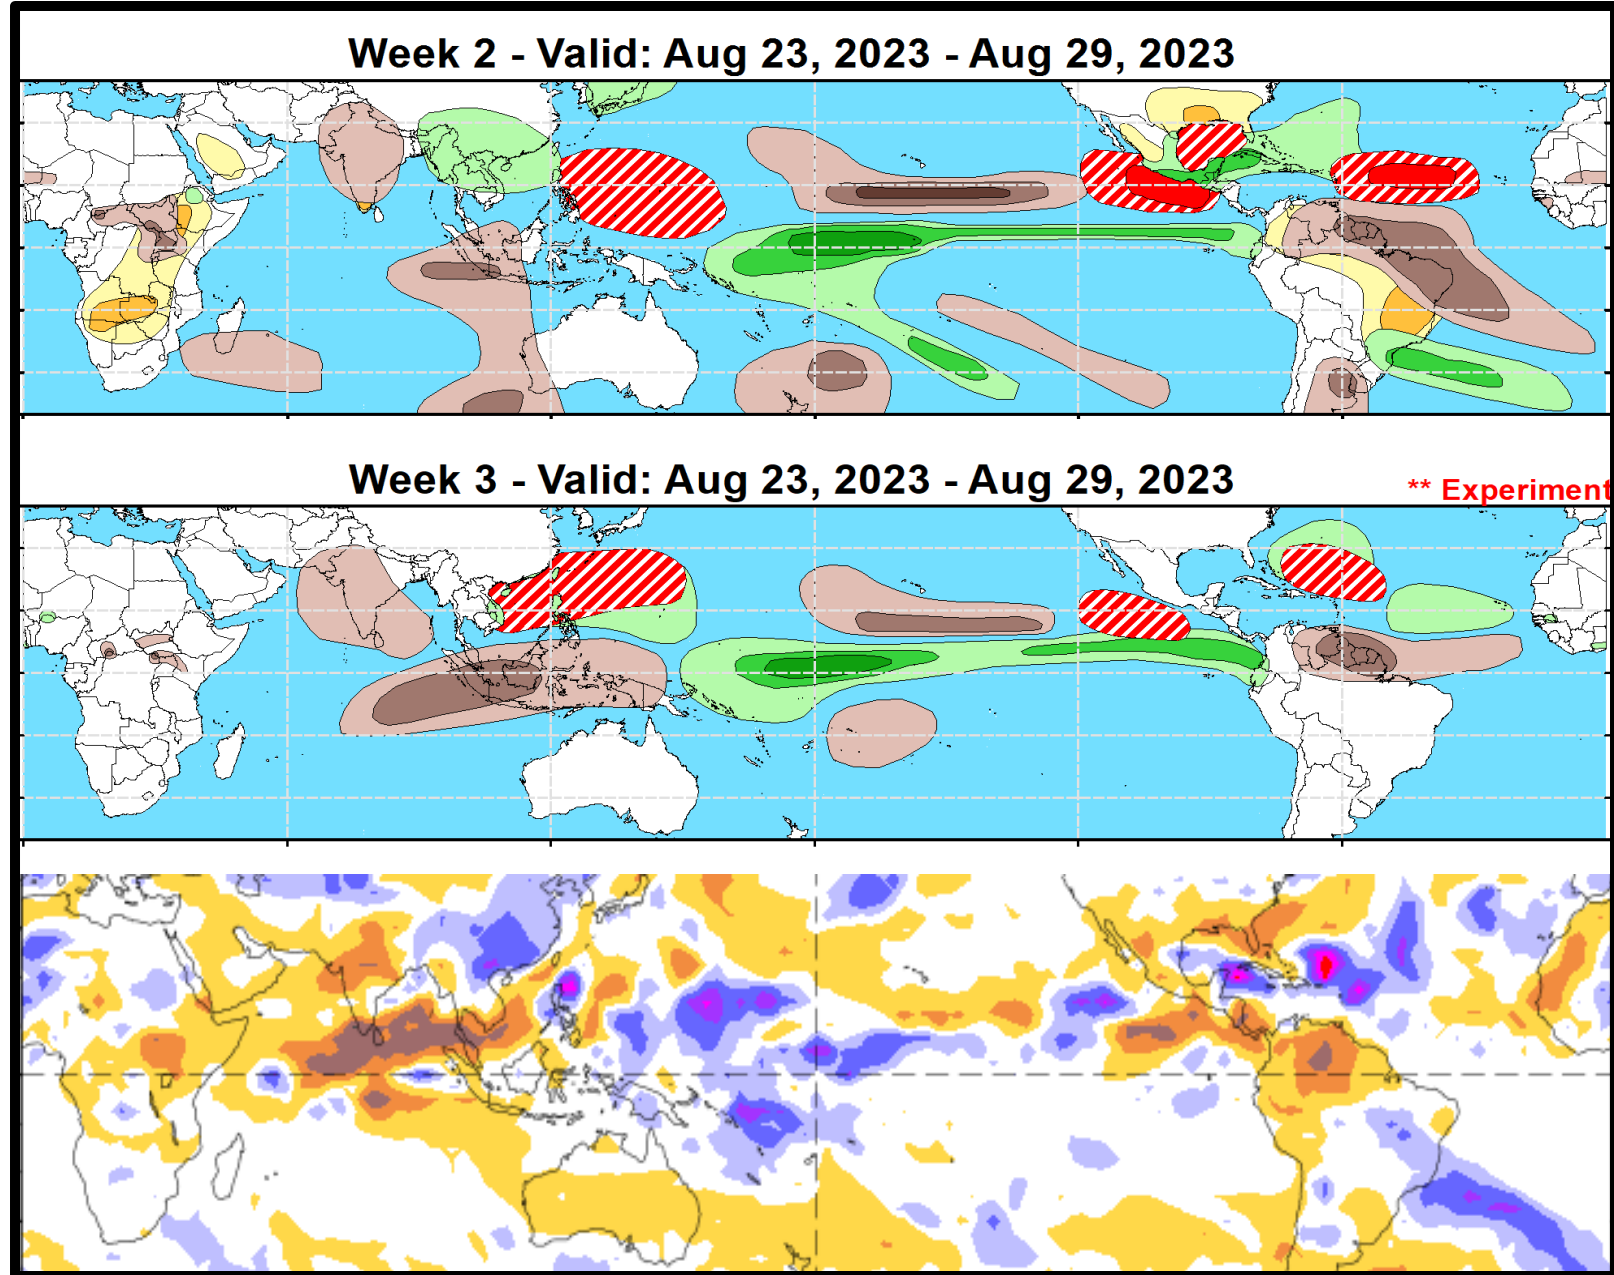 Week 2 - Valid: Aug 23, 2023 - Aug 29, 2023
Week 3 - Valid: Aug 23, 2023 - Aug 29, 2023
** Experiment